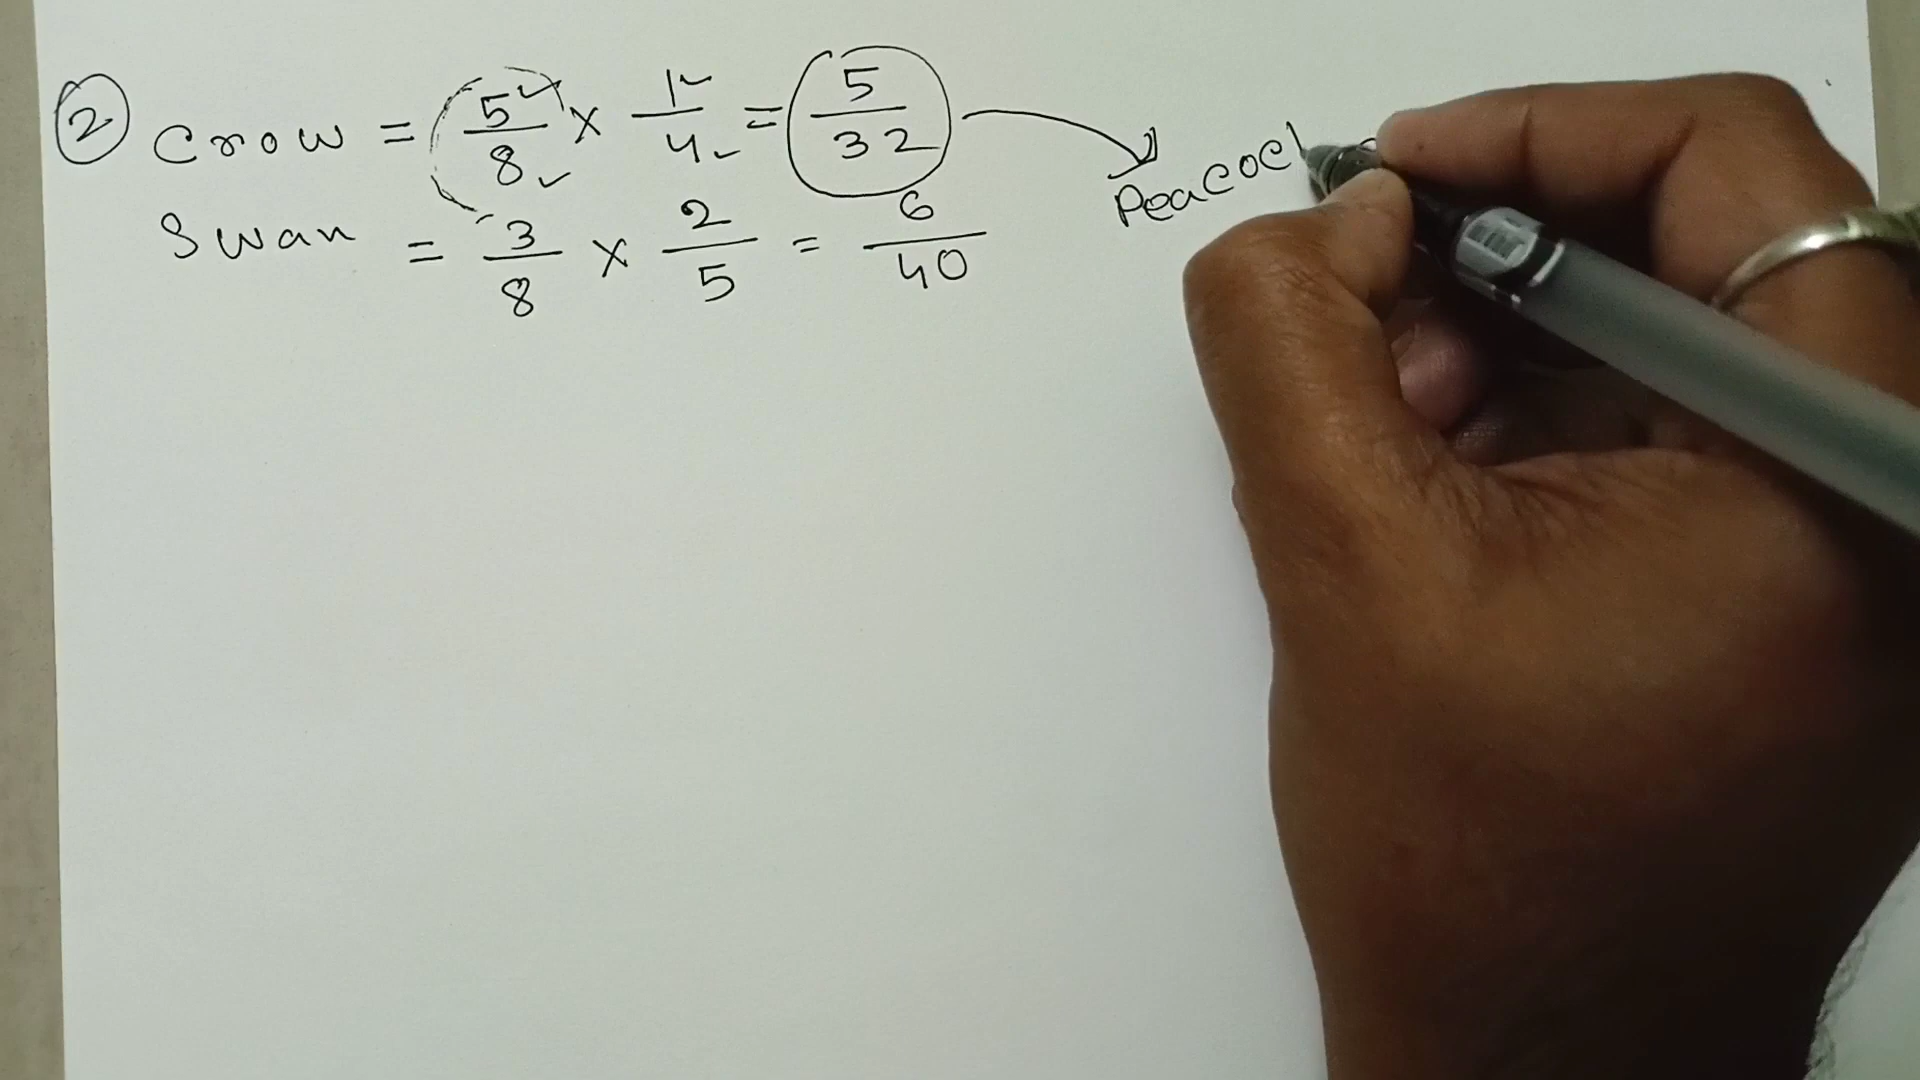 ② Crow = 5/8 × 1/4 = 5/32 → Peacock
Swan = 3/8 × 2/5 = 6/40